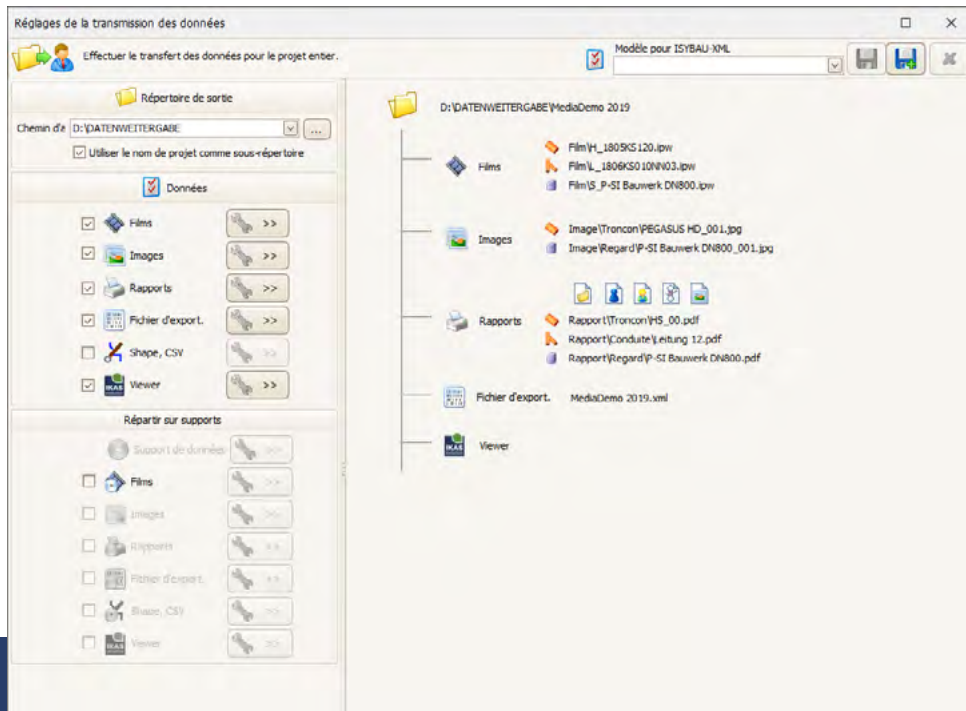 Réglages de la transmission des données
Effectuer le transfert des données pour le projet entier.
Modèle pour ISYBAU-XML
Répertoire de sortie
Chemin d'é D:\DATENWEITERGABE
...
Utiliser le nom de projet comme sous-répertoire
Données
Films >>
Images >>
Rapports >>
Fichier d'export. >>
Shape, CSV >>
Viewer >>
Répartir sur supports
Support de données >>
Films >>
Images >>
Rapports >>
Fichier d'export. >>
Shape, CSV >>
Viewer >>
D:\DATENWEITERGABE\MediaDemo 2019
Films
Film\H_1805KS120.ipw
Film\L_1806KS010NN03.ipw
Film\S_P-SI Bauwerk DN800.ipw
Images
Image\Troncon\PEGASUS HD_001.jpg
Image\Regard\P-SI Bauwerk DN800_001.jpg
Rapports
Rapport\Troncon\HS_00.pdf
Rapport\Conduite\Leitung 12.pdf
Rapport\Regard\P-SI Bauwerk DN800.pdf
Fichier d'export. MediaDemo 2019.xml
IKAS
Viewer